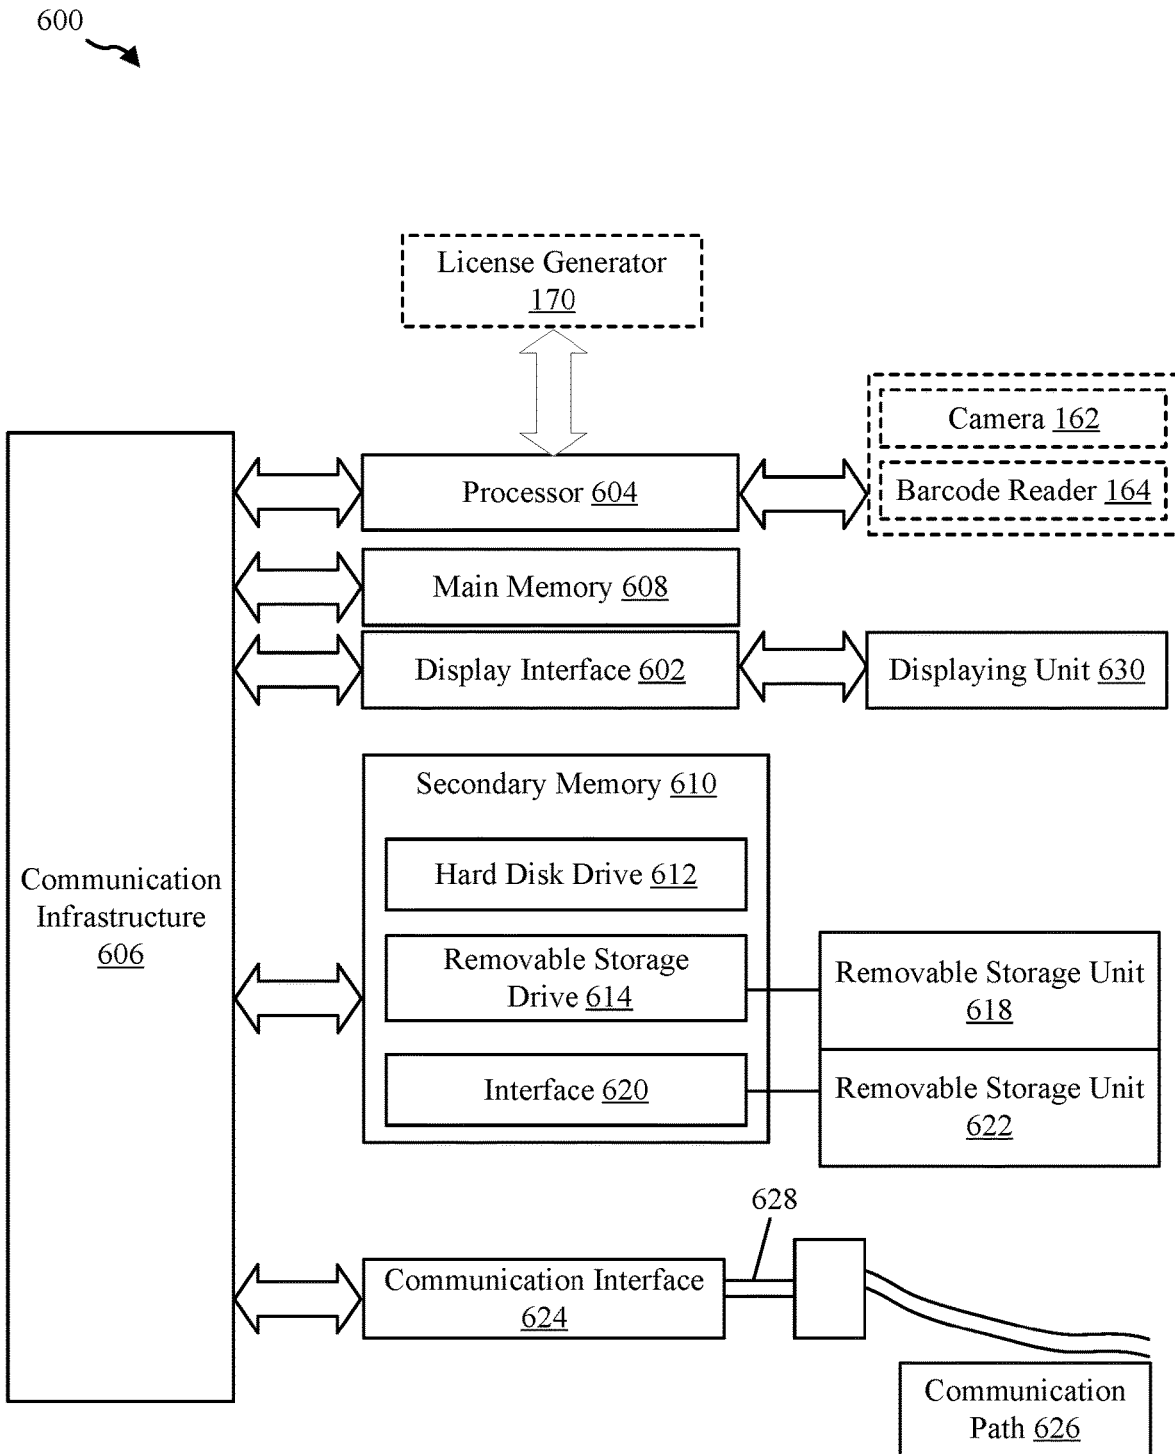 600
License Generator
170
Camera 162
Barcode Reader 164
Processor 604
Main Memory 608
Display Interface 602
Displaying Unit 630
Communication
Infrastructure
606
Secondary Memory 610
Hard Disk Drive 612
Removable Storage
Drive 614
Interface 620
Removable Storage Unit
618
Removable Storage Unit
622
628
Communication Interface
624
Communication
Path 626